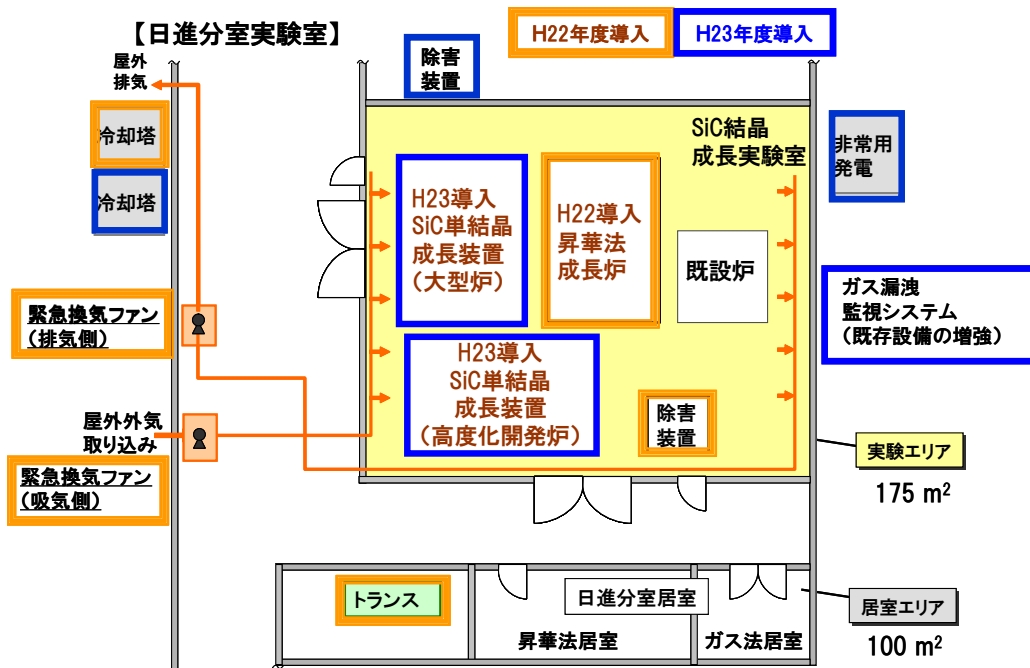 【日進分室実験室】
H22年度導入
H23年度導入
屋外
排気
除害
装置
冷却塔
冷却塔
SiC結晶
成長実験室
非常用
発電
H23導入
SiC単結晶
成長装置
(大型炉)
H22導入
昇華法
成長炉
既設炉
ガス漏洩
監視システム
(既存設備の増強)
緊急換気ファン
(排気側)
H23導入
SiC単結晶
成長装置
(高度化開発炉)
除害
装置
屋外外気
取り込み
緊急換気ファン
(吸気側)
実験エリア
175 m²
トランス
日進分室居室
昇華法居室
ガス法居室
居室エリア
100 m²